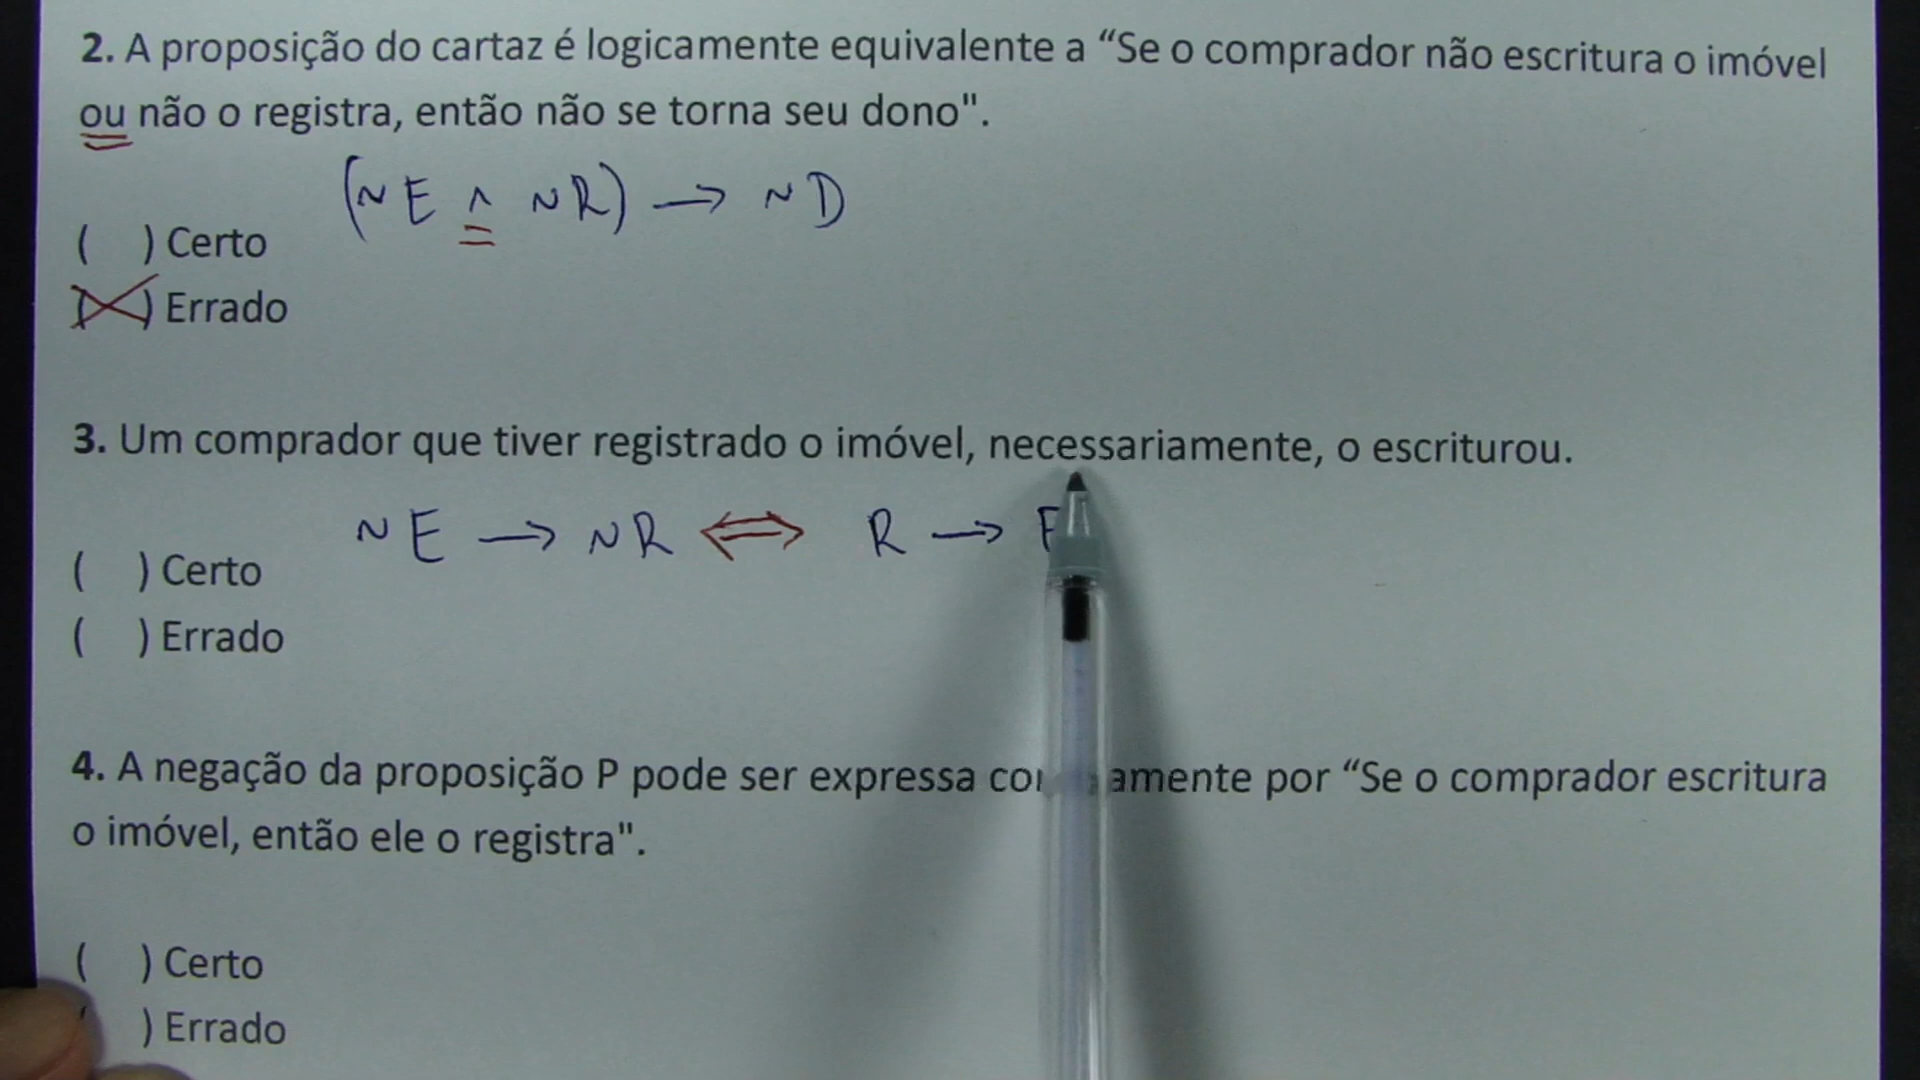 2. A proposição do cartaz é logicamente equivalente a “Se o comprador não escritura o imóvel
ou não o registra, então não se torna seu dono".
(~E ∧ ~R) → ~D
( ) Certo
(X) Errado
3. Um comprador que tiver registrado o imóvel, necessariamente, o escriturou.
~E → ~R ⇔ R →
( ) Certo
( ) Errado
4. A negação da proposição P pode ser expressa por “Se o comprador escritura
o imóvel, então ele o registra".
( ) Certo
) Errado